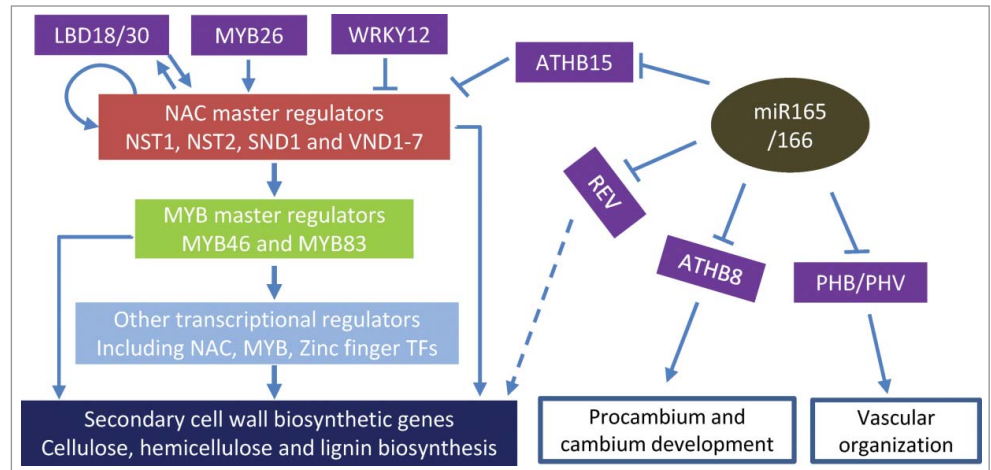 LBD18/30
MYB26
WRKY12
ATHB15
miR165
/166
NAC master regulators
NST1, NST2, SND1 and VND1-7
REV
MYB master regulators
MYB46 and MYB83
ATHB8
PHB/PHV
Other transcriptional regulators
Including NAC, MYB, Zinc finger TFs
Secondary cell wall biosynthetic genes
Cellulose, hemicellulose and lignin biosynthesis
Procambium and
cambium development
Vascular
organization